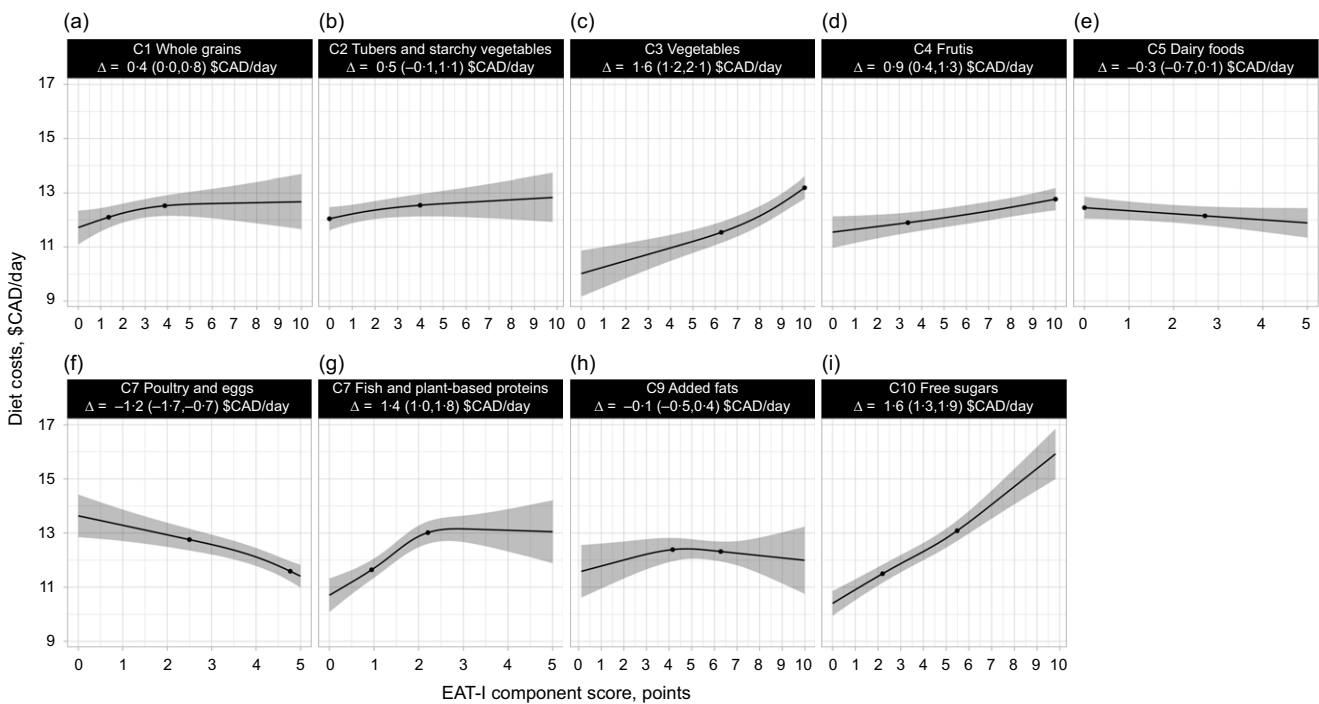 (a)
(b)
(c)
(d)
(e)
C1 Whole grains
Δ = 0·4 (0·0,0·8) $CAD/day
C2 Tubers and starchy vegetables
Δ = 0·5 (–0·1,1·1) $CAD/day
C3 Vegetables
Δ = 1·6 (1·2,2·1) $CAD/day
C4 Frutis
Δ = 0·9 (0·4,1·3) $CAD/day
C5 Dairy foods
Δ = –0·3 (–0·7,0·1) $CAD/day
17
15
13
11
9
0 1 2 3 4 5 6 7 8 9 10
0 1 2 3 4 5 6 7 8 9 10
0 1 2 3 4 5 6 7 8 9 10
0 1 2 3 4 5 6 7 8 9 10
0 1 2 3 4 5
Diet costs, $CAD/day
(f)
(g)
(h)
(i)
C7 Poultry and eggs
Δ = –1·2 (–1·7,–0·7) $CAD/day
C7 Fish and plant-based proteins
Δ = 1·4 (1·0,1·8) $CAD/day
C9 Added fats
Δ = –0·1 (–0·5,0·4) $CAD/day
C10 Free sugars
Δ = 1·6 (1·3,1·9) $CAD/day
17
15
13
11
9
0 1 2 3 4 5
0 1 2 3 4 5
0 1 2 3 4 5 6 7 8 9 10
0 1 2 3 4 5 6 7 8 9 10
EAT-I component score, points